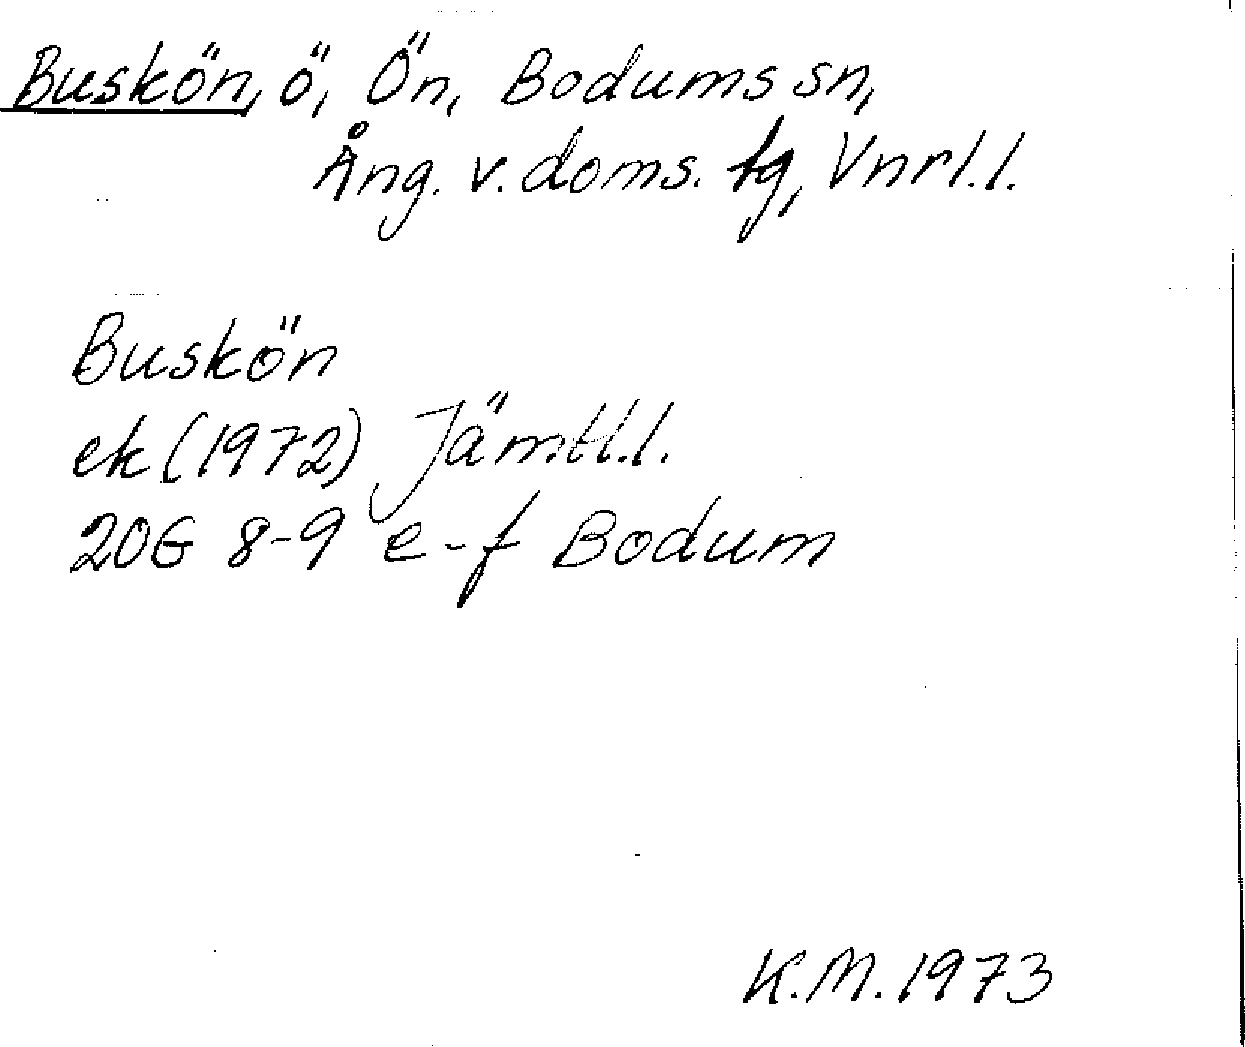 Buskön, ö, Ön, Bodums sn,
Ång. v. doms. tg, Vnrl. l.
Buskön
ek (1972) Jämtl. l.
20G 8-9 e-f Bodum
K.M. 1973